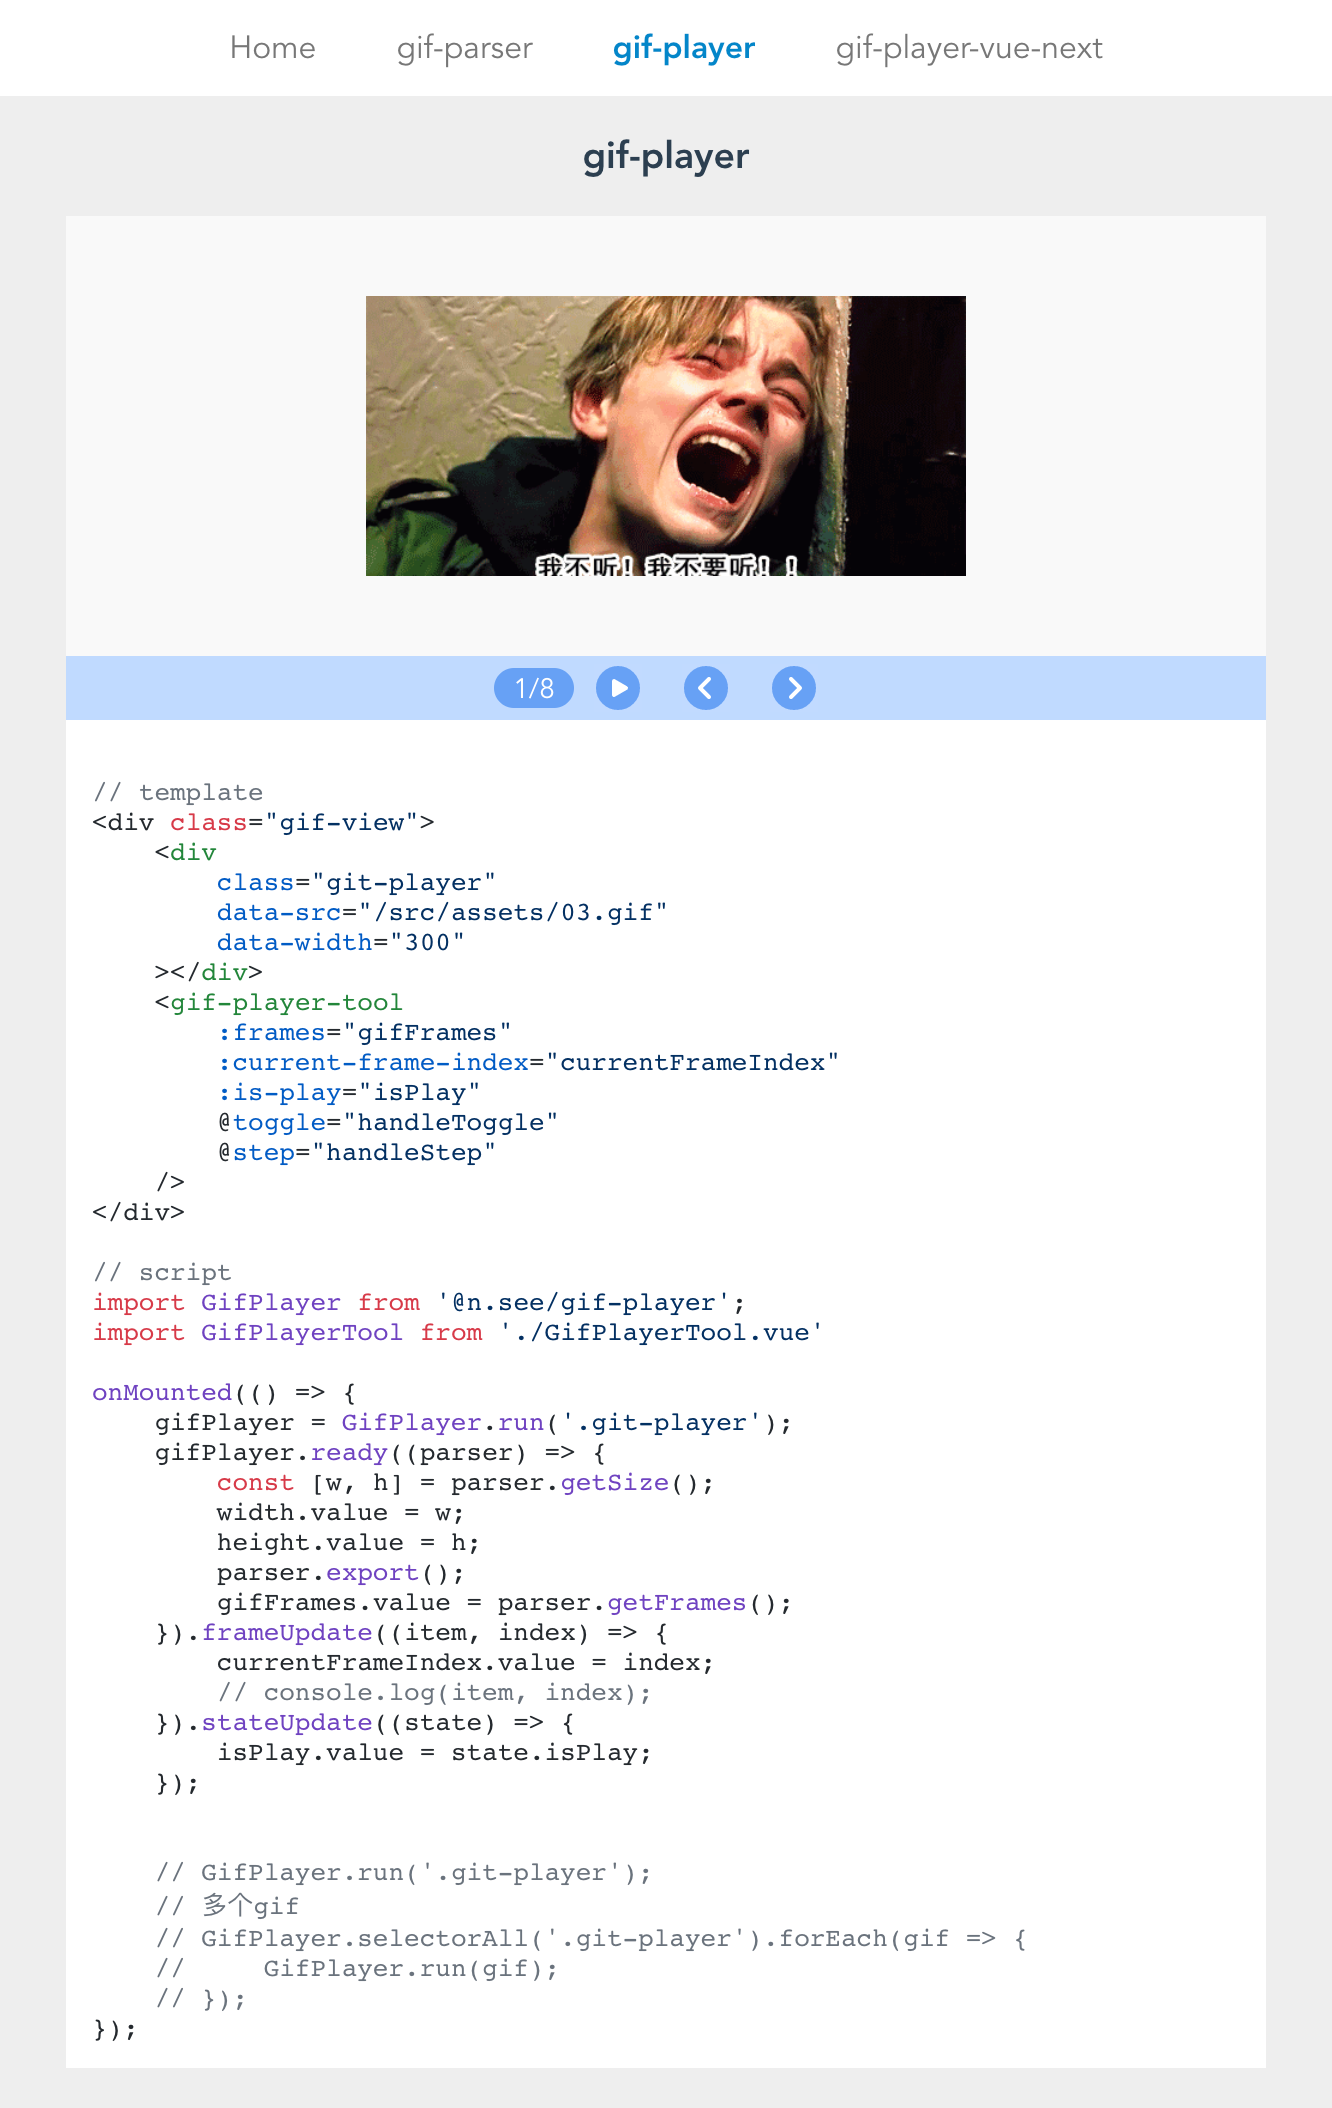 Home gif-parser gif-player gif-player-vue-next
gif-player
我不听！我不要听！！
1/8
// template
<div class="gif-view">
    <div
        class="git-player"
        data-src="/src/assets/03.gif"
        data-width="300"
    ></div>
    <gif-player-tool
        :frames="gifFrames"
        :current-frame-index="currentFrameIndex"
        :is-play="isPlay"
        @toggle="handleToggle"
        @step="handleStep"
    />
</div>
// script
import GifPlayer from '@n.see/gif-player';
import GifPlayerTool from './GifPlayerTool.vue'
onMounted(() => {
    gifPlayer = GifPlayer.run('.git-player');
    gifPlayer.ready((parser) => {
        const [w, h] = parser.getSize();
        width.value = w;
        height.value = h;
        parser.export();
        gifFrames.value = parser.getFrames();
    }).frameUpdate((item, index) => {
        currentFrameIndex.value = index;
        // console.log(item, index);
    }).stateUpdate((state) => {
        isPlay.value = state.isPlay;
    });
    // GifPlayer.run('.git-player');
    // 多个gif
    // GifPlayer.selectorAll('.git-player').forEach(gif => {
    //     GifPlayer.run(gif);
    // });
});